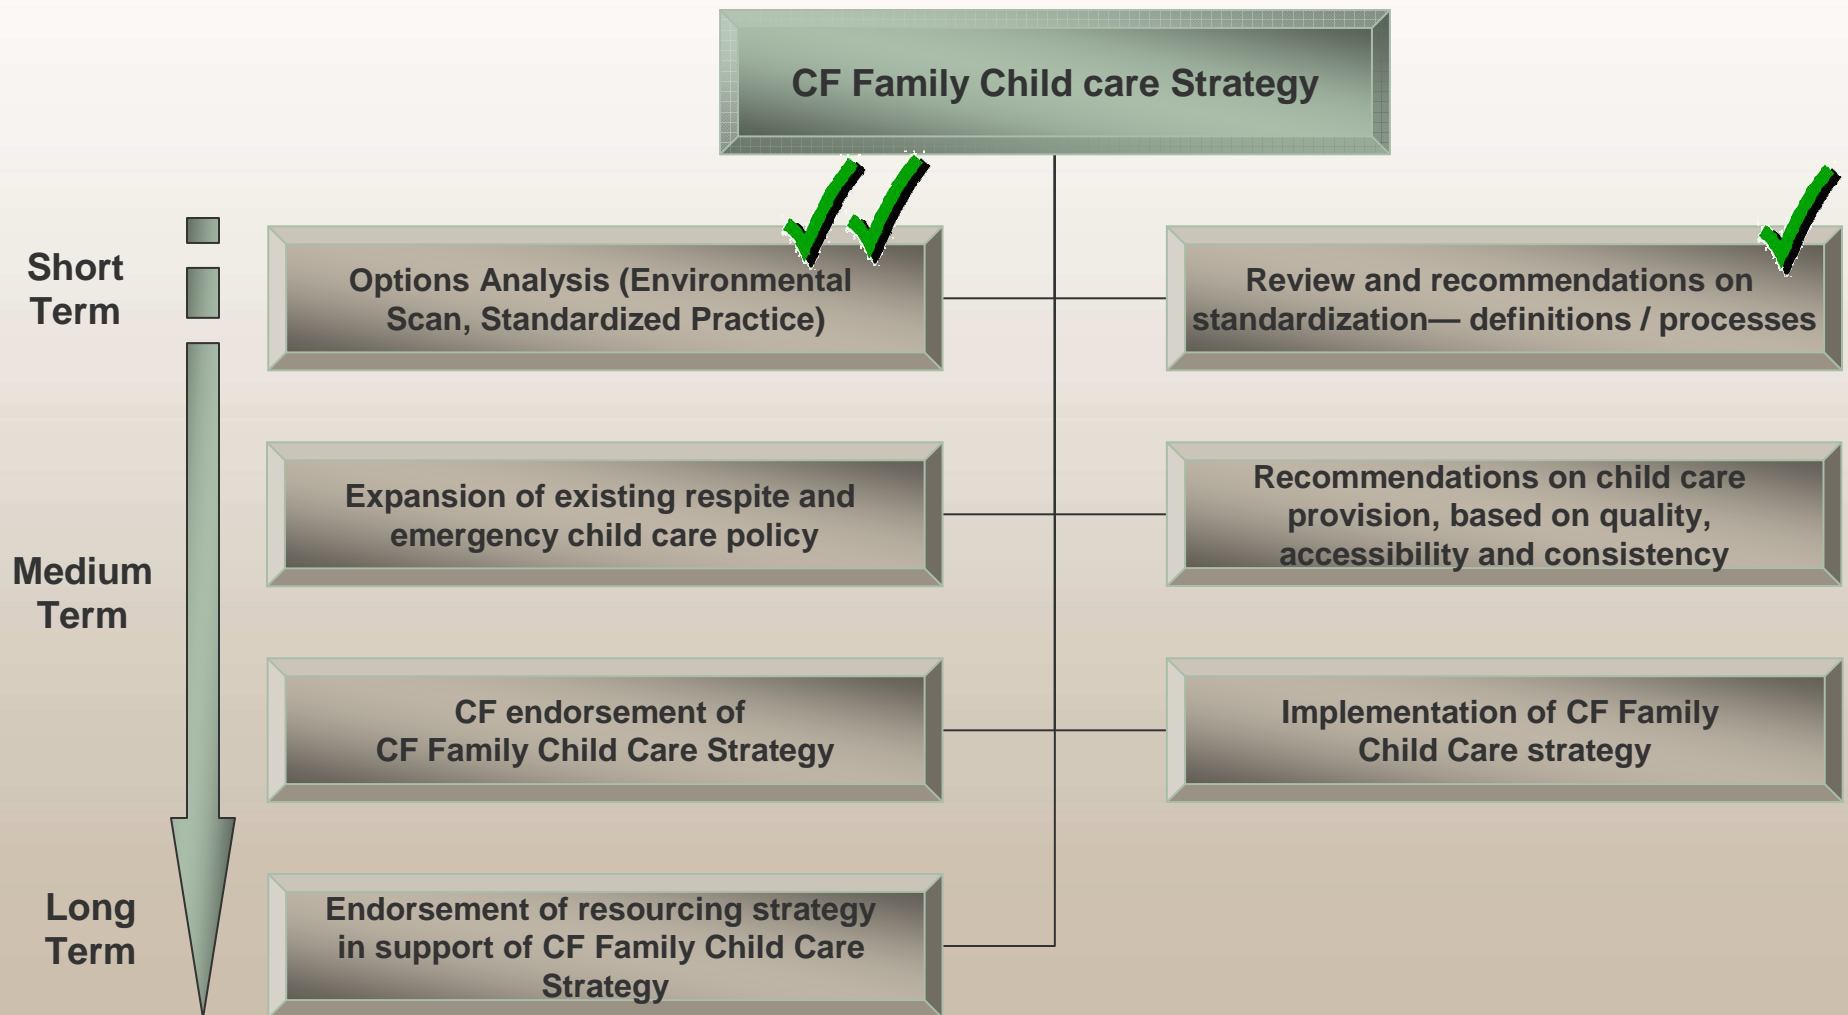 CF Family Child care Strategy
Short
Term
Options Analysis (Environmental
Scan, Standardized Practice)
Review and recommendations on
standardization— definitions / processes
Expansion of existing respite and
emergency child care policy
Recommendations on child care
provision, based on quality,
accessibility and consistency
Medium
Term
CF endorsement of
CF Family Child Care Strategy
Implementation of CF Family
Child Care strategy
Long
Term
Endorsement of resourcing strategy
in support of CF Family Child Care
Strategy